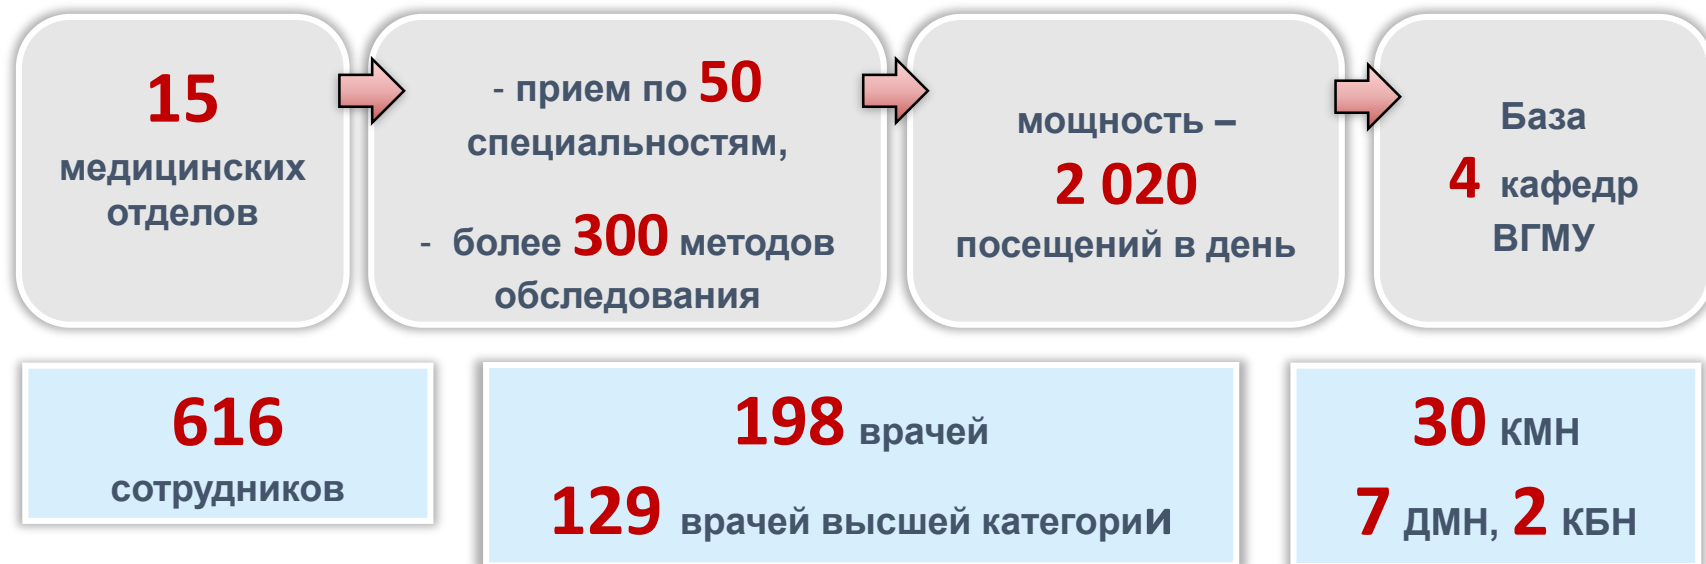 15
медицинских
отделов
- прием по 50
специальностям,
- более 300 методов
обследования
мощность –
2 020
посещений в день
База
4 кафедр
ВГМУ
616
сотрудников
198 врачей
129 врачей высшей категории
30 КМН
7 ДМН, 2 КБН